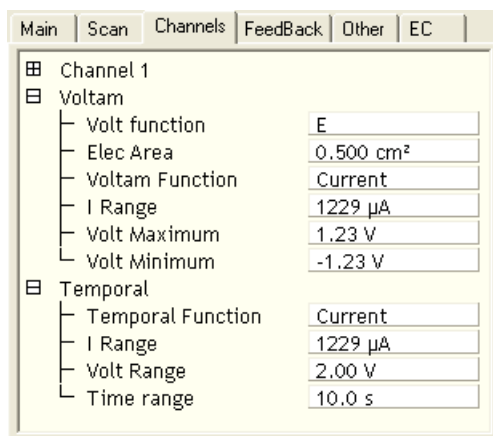 Main Scan Channels FeedBack Other EC
Channel 1
Voltam
Volt function E
Elec Area 0.500 cm²
Voltam Function Current
I Range 1229 µA
Volt Maximum 1.23 V
Volt Minimum -1.23 V
Temporal
Temporal Function Current
I Range 1229 µA
Volt Range 2.00 V
Time range 10.0 s